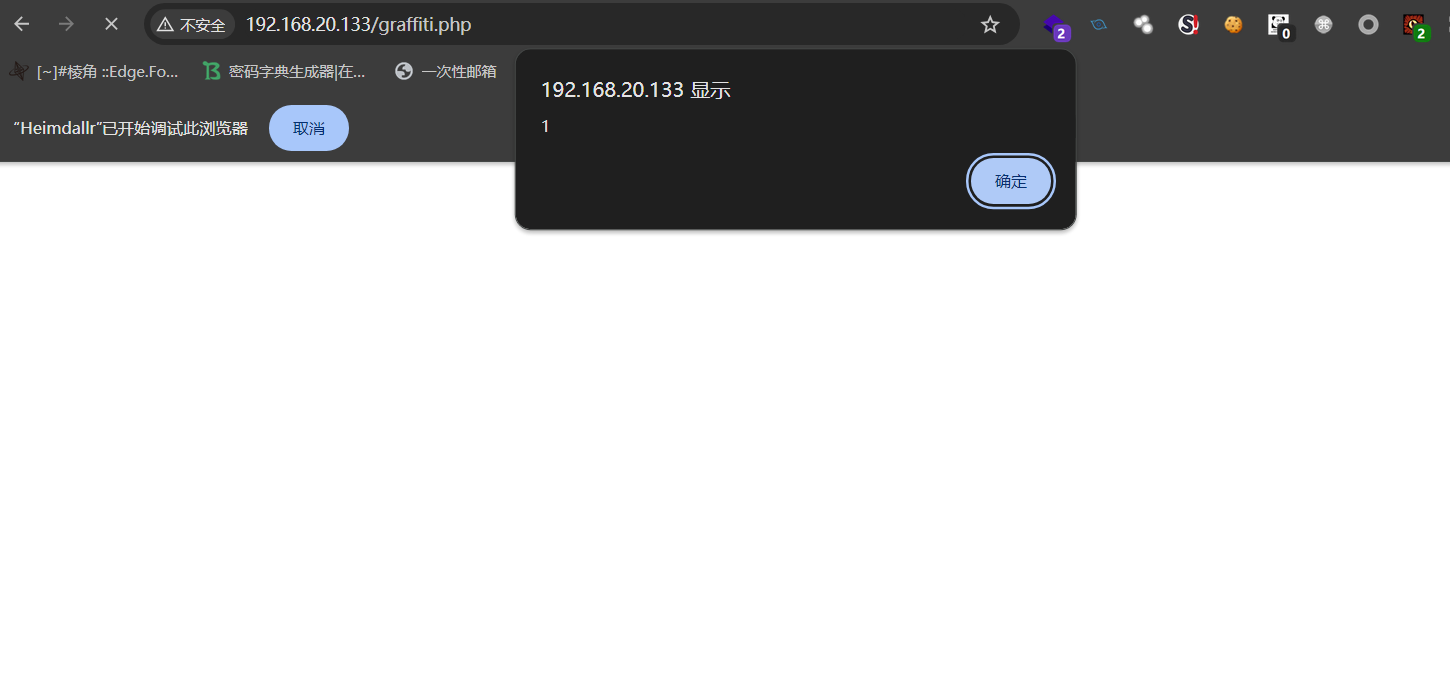 不安全 192.168.20.133/graffiti.php 2 0 2
[~]#棱角 ::Edge.Fo... 密码字典生成器|在... 一次性邮箱
192.168.20.133 显示
1
“Heimdallr”已开始调试此浏览器 取消
确定